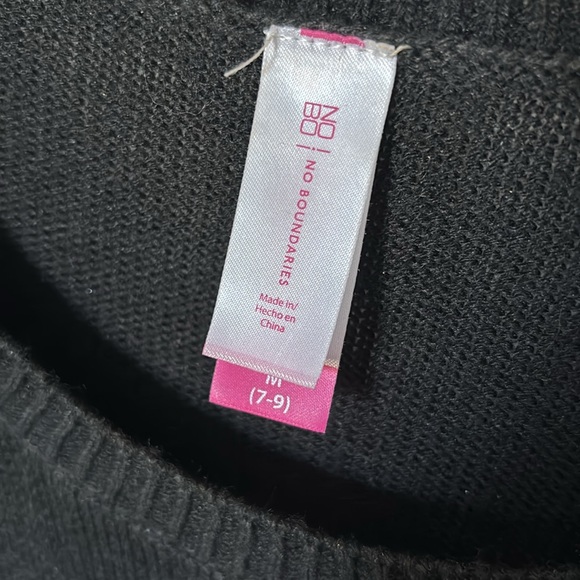 NO
BO
NO BOUNDARIES
Made in/
Hecho en
China
M
(7-9)